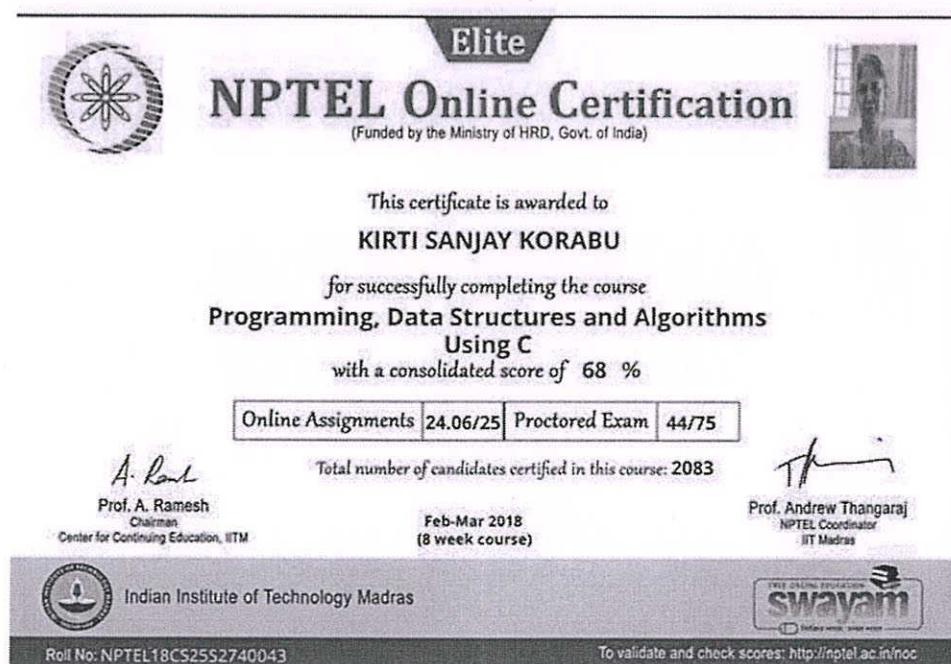 Elite
NPTEL Online Certification
(Funded by the Ministry of HRD, Govt. of India)
This certificate is awarded to
KIRTI SANJAY KORABU
for successfully completing the course
Programming, Data Structures and Algorithms
Using C
with a consolidated score of 68 %
Online Assignments 24.06/25 Proctored Exam 44/75
Total number of candidates certified in this course: 2083
A. Ramesh
Prof. A. Ramesh
Chairman
Center for Continuing Education, IITM
Feb-Mar 2018
(8 week course)
Prof. Andrew Thangaraj
NPTEL Coordinator
IIT Madras
Indian Institute of Technology Madras
FREE ONLINE EDUCATION
swayam
Roll No: NPTEL18CS25S2740043
To validate and check scores: http://nptel.ac.in/noc